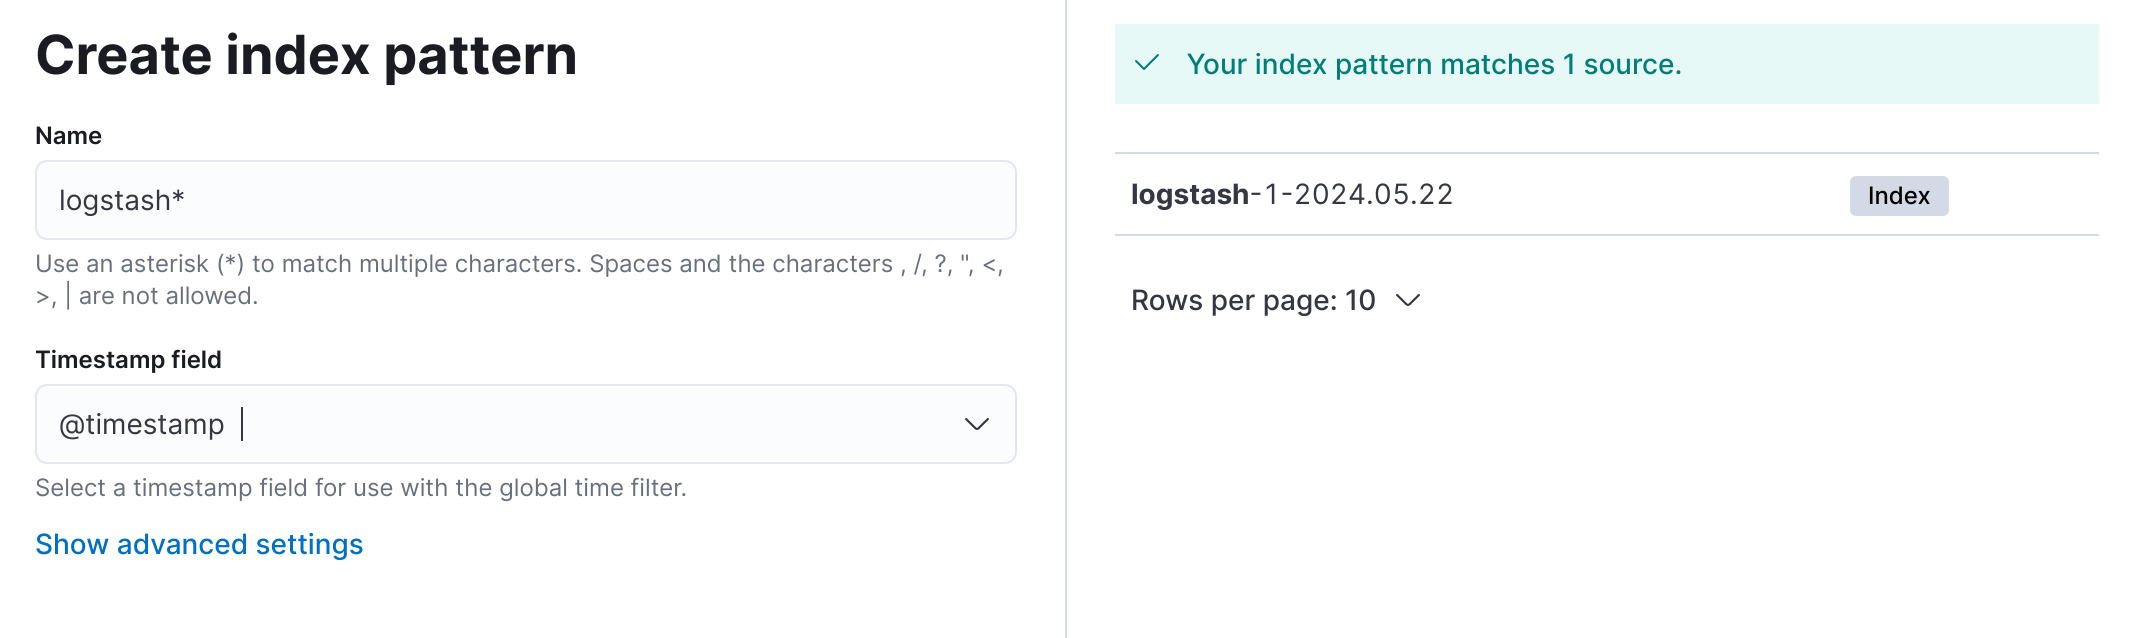 Create index pattern
Name
logstash*
Use an asterisk (*) to match multiple characters. Spaces and the characters , /, ?, ", <,
>, | are not allowed.
Timestamp field
@timestamp
Select a timestamp field for use with the global time filter.
Show advanced settings
Your index pattern matches 1 source.
logstash-1-2024.05.22 Index
Rows per page: 10